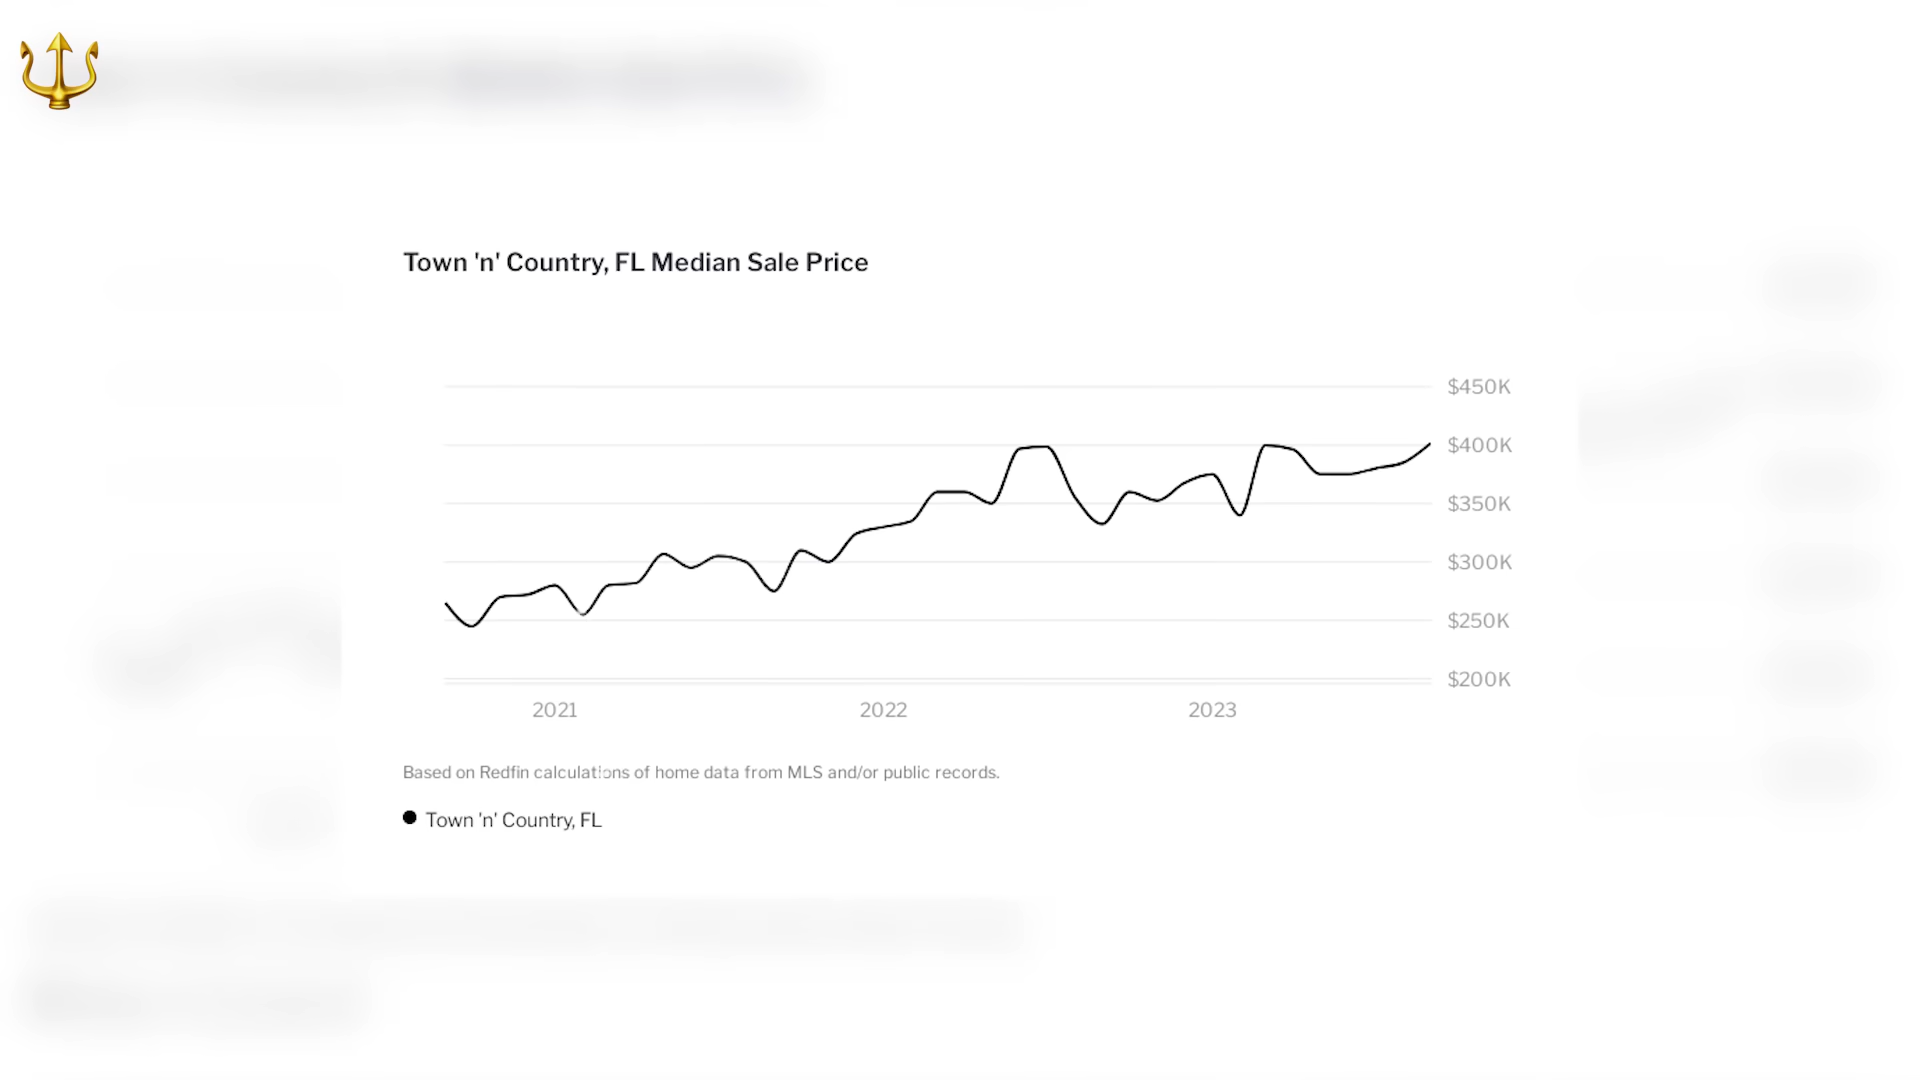 Town 'n' Country, FL Median Sale Price
$450K
$400K
$350K
$300K
$250K
$200K
2021 2022 2023
Based on Redfin calculations of home data from MLS and/or public records.
Town 'n' Country, FL